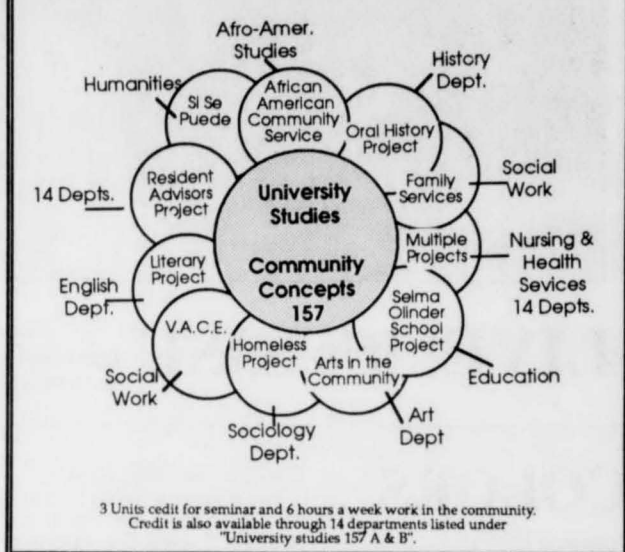 Afro-Amer.
Studies
History
Dept.
Humanities
Si Se
Puede
African
American
Community
Service
Oral History
Project
Social
Work
Family
Services
14 Depts.
Resident
Advisors
Project
University
Studies
Community
Concepts
157
Multiple
Projects
Nursing &
Health
Sevices
14 Depts.
English
Dept.
Literary
Project
Selma
Olinder
School
Project
Education
V.A.C.E.
Social
Work
Homeless
Project
Sociology
Dept.
Arts in the
Community
Art
Dept
3 Units cedit for seminar and 6 hours a week work in the community.
Credit is also available through 14 departments listed under
"University studies 157 A & B".